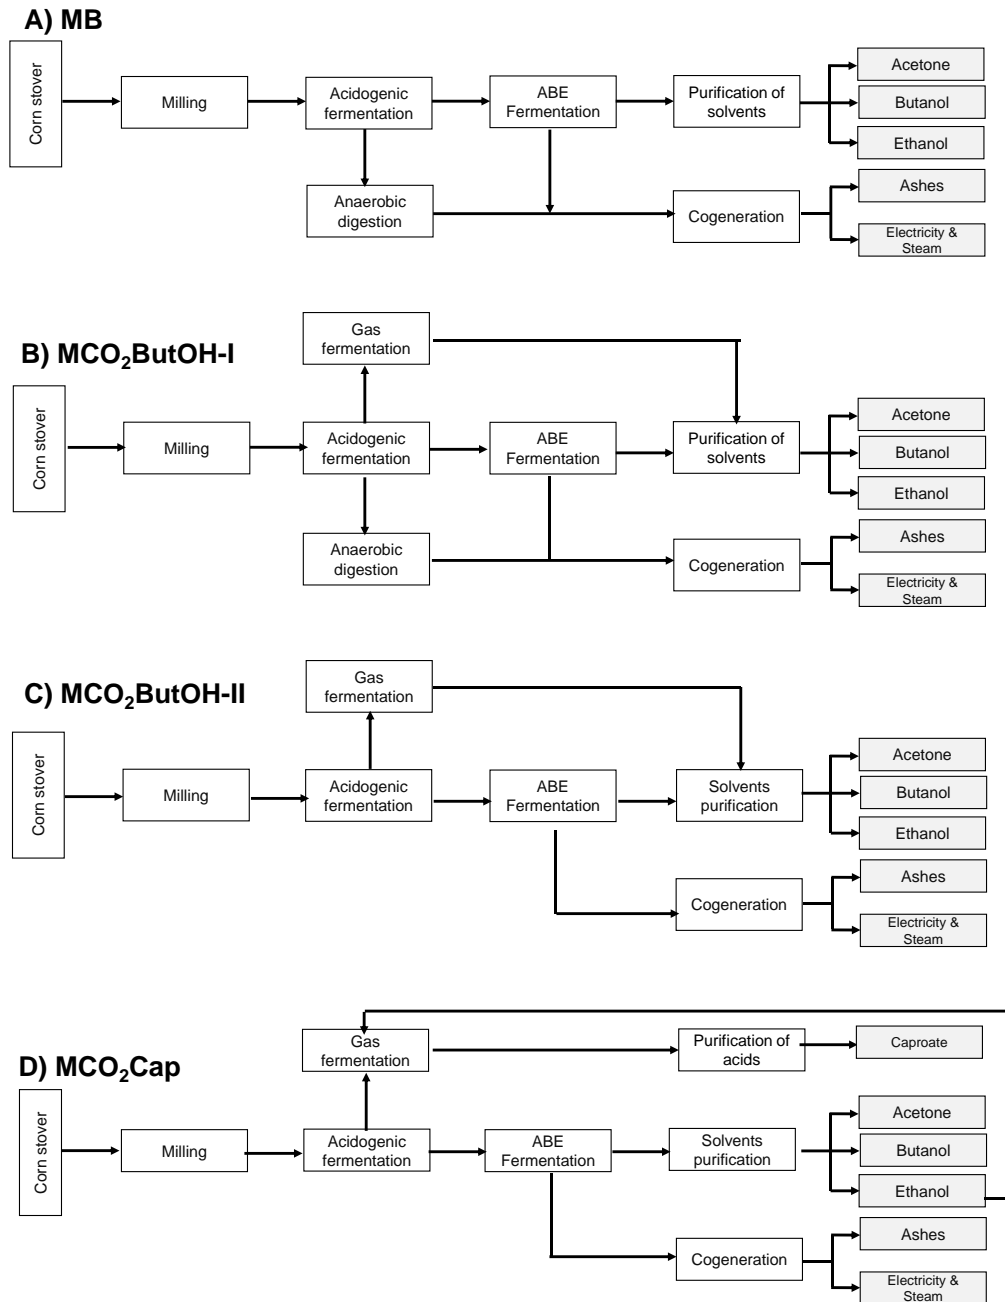 A) MB
Corn stover
Milling
Acidogenic
fermentation
ABE
Fermentation
Purification of
solvents
Acetone
Butanol
Ethanol
Anaerobic
digestion
Cogeneration
Ashes
Electricity &
Steam
B) MCO₂ButOH-I
Gas
fermentation
Corn stover
Milling
Acidogenic
fermentation
ABE
Fermentation
Purification of
solvents
Acetone
Butanol
Ethanol
Anaerobic
digestion
Cogeneration
Ashes
Electricity &
Steam
C) MCO₂ButOH-II
Gas
fermentation
Corn stover
Milling
Acidogenic
fermentation
ABE
Fermentation
Solvents
purification
Acetone
Butanol
Ethanol
Cogeneration
Ashes
Electricity &
Steam
D) MCO₂Cap
Gas
fermentation
Purification of
acids
Caproate
Corn stover
Milling
Acidogenic
fermentation
ABE
Fermentation
Solvents
purification
Acetone
Butanol
Ethanol
Cogeneration
Ashes
Electricity &
Steam